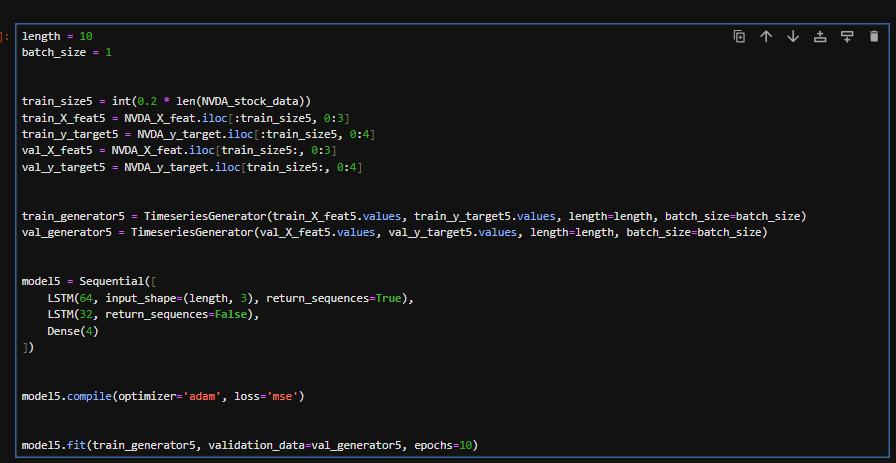 ]:
length = 10
batch_size = 1
train_size5 = int(0.2 * len(NVDA_stock_data))
train_X_feat5 = NVDA_X_feat.iloc[:train_size5, 0:3]
train_y_target5 = NVDA_y_target.iloc[:train_size5, 0:4]
val_X_feat5 = NVDA_X_feat.iloc[train_size5:, 0:3]
val_y_target5 = NVDA_y_target.iloc[train_size5:, 0:4]
train_generator5 = TimeseriesGenerator(train_X_feat5.values, train_y_target5.values, length=length, batch_size=batch_size)
val_generator5 = TimeseriesGenerator(val_X_feat5.values, val_y_target5.values, length=length, batch_size=batch_size)
model5 = Sequential([
    LSTM(64, input_shape=(length, 3), return_sequences=True),
    LSTM(32, return_sequences=False),
    Dense(4)
])
model5.compile(optimizer='adam', loss='mse')
model5.fit(train_generator5, validation_data=val_generator5, epochs=10)